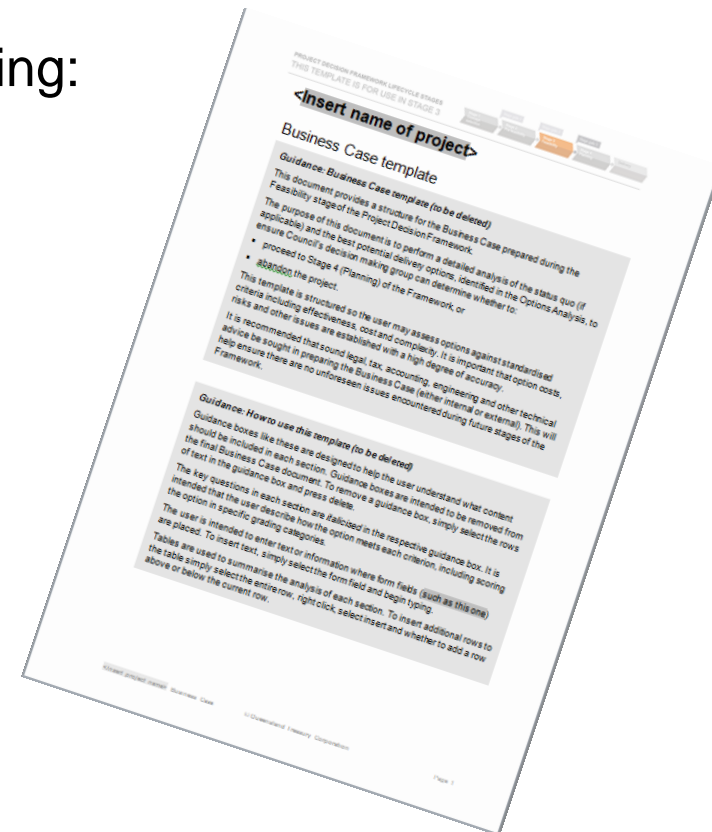 ing:
PROJECT DECISION FRAMEWORK LIFECYCLE STAGES
THIS TEMPLATE IS FOR USE IN STAGE 3
<Insert name of project>
Business Case template
Guidance: Business Case template (to be deleted)
This document provides a structure for the Business Case prepared during the
Feasibility stage of the Project Decision Framework.
The purpose of this document is to perform a detailed analysis of the status quo (if
applicable) and the best potential delivery options, identified in the Options Analysis, to
ensure Council's decision making group can determine whether to:
• proceed to Stage 4 (Planning) of the Framework, or
• abandon the project.
This template is structured so the user may assess options against standardised
criteria including effectiveness, cost and complexity. It is important that option costs,
risks and other issues are established with a high degree of accuracy.
It is recommended that sound legal, tax, accounting, engineering and other technical
advice be sought in preparing the Business Case (either internal or external). This will
help ensure there are no unforeseen issues encountered during future stages of the
Framework.
Guidance: How to use this template (to be deleted)
Guidance boxes like these are designed to help the user understand what content
should be included in each section. Guidance boxes are intended to be removed from
the final Business Case document. To remove a guidance box, simply select the rows
of text in the guidance box and press delete.
The key questions in each section are italicised in the respective guidance box. It is
intended that the user describe how the option meets each criterion, including scoring
the option in specific grading categories.
The user is intended to enter text or information where form fields (such as this one)
are placed. To insert text, simply select the form field and begin typing.
Tables are used to summarise the analysis of each section. To insert additional rows to
the table simply select the entire row, right click, select insert and whether to add a row
above or below the current row.
<Insert project name> Business Case
© Queensland Treasury Corporation
Page 1